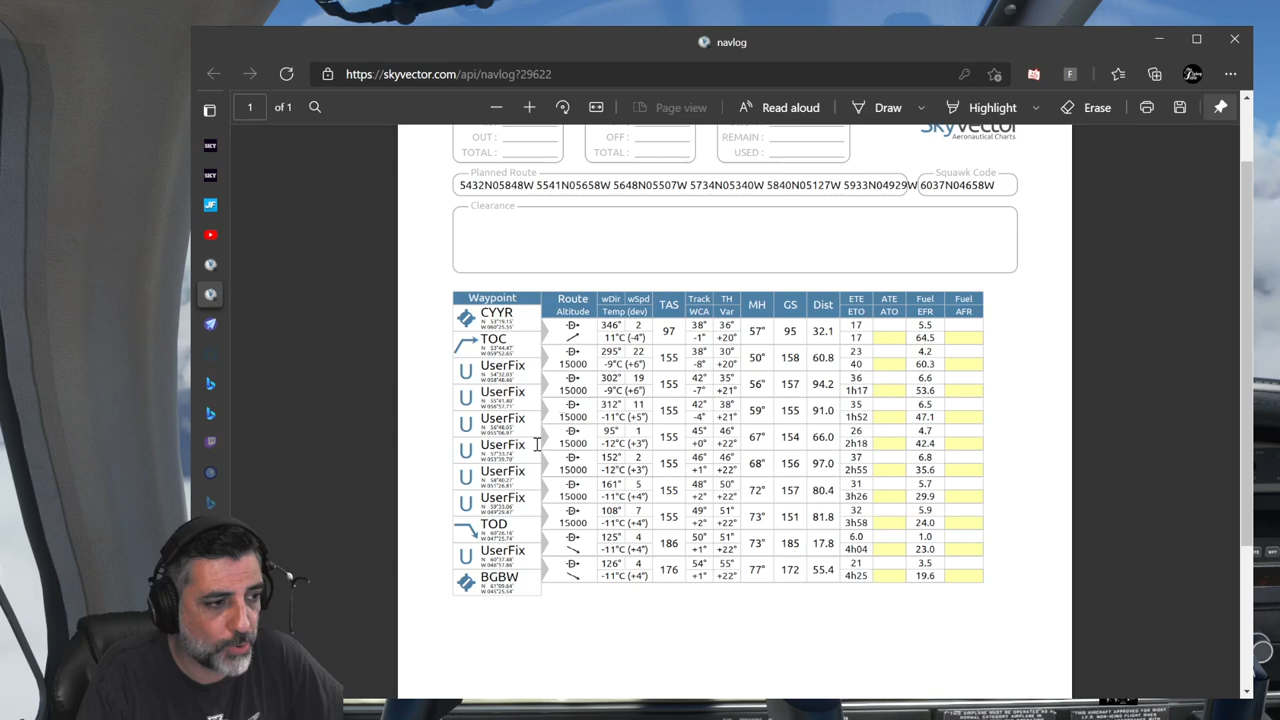 navlog
https://skyvector.com/api/navlog?29622
1 of 1
Page view
Read aloud
Draw
Highlight
Erase
OUT :
TOTAL :
OFF :
TOTAL :
REMAIN :
USED :
SkyVector
Aeronautical Charts
Planned Route
5432N05848W 5541N05658W 5648N05507W 5734N05340W 5840N05127W 5933N04929W 6037N04658W
Squawk Code
Clearance
Waypoint Route wDir wSpd TAS Track TH MH GS Dist ETE ATE Fuel Fuel
Altitude Temp (dev) WCA Var ETO ATO EFR AFR
CYYR
346° 2 97 38° 36° 57° 95 32.1 17 5.5
11°C (-4°) -1° +20° 17 64.5
TOC
295° 22 155 38° 30° 50° 158 60.8 23 4.2
15000 -9°C (+6°) -8° +20° 40 60.3
UserFix
302° 19 155 42° 35° 56° 157 94.2 36 6.6
15000 -9°C (+6°) -7° +21° 1h17 53.6
UserFix
312° 11 155 42° 38° 59° 155 91.0 35 6.5
15000 -11°C (+5°) -4° +21° 1h52 47.1
UserFix
95° 1 155 45° 46° 67° 154 66.0 26 4.7
15000 -12°C (+3°) +0° +22° 2h18 42.4
UserFix
152° 2 155 46° 46° 68° 156 97.0 37 6.8
15000 -12°C (+3°) +1° +22° 2h55 35.6
UserFix
161° 5 155 48° 50° 72° 157 80.4 31 5.7
15000 -11°C (+4°) +2° +22° 3h26 29.9
UserFix
108° 7 155 49° 51° 73° 151 81.8 32 5.9
15000 -11°C (+4°) +2° +22° 3h58 24.0
TOD
125° 4 186 50° 51° 73° 185 17.8 6.0 1.0
-11°C (+4°) +1° +22° 4h04 23.0
UserFix
126° 4 176 54° 55° 77° 172 55.4 21 3.5
-11°C (+4°) +1° +22° 4h25 19.6
BGBW